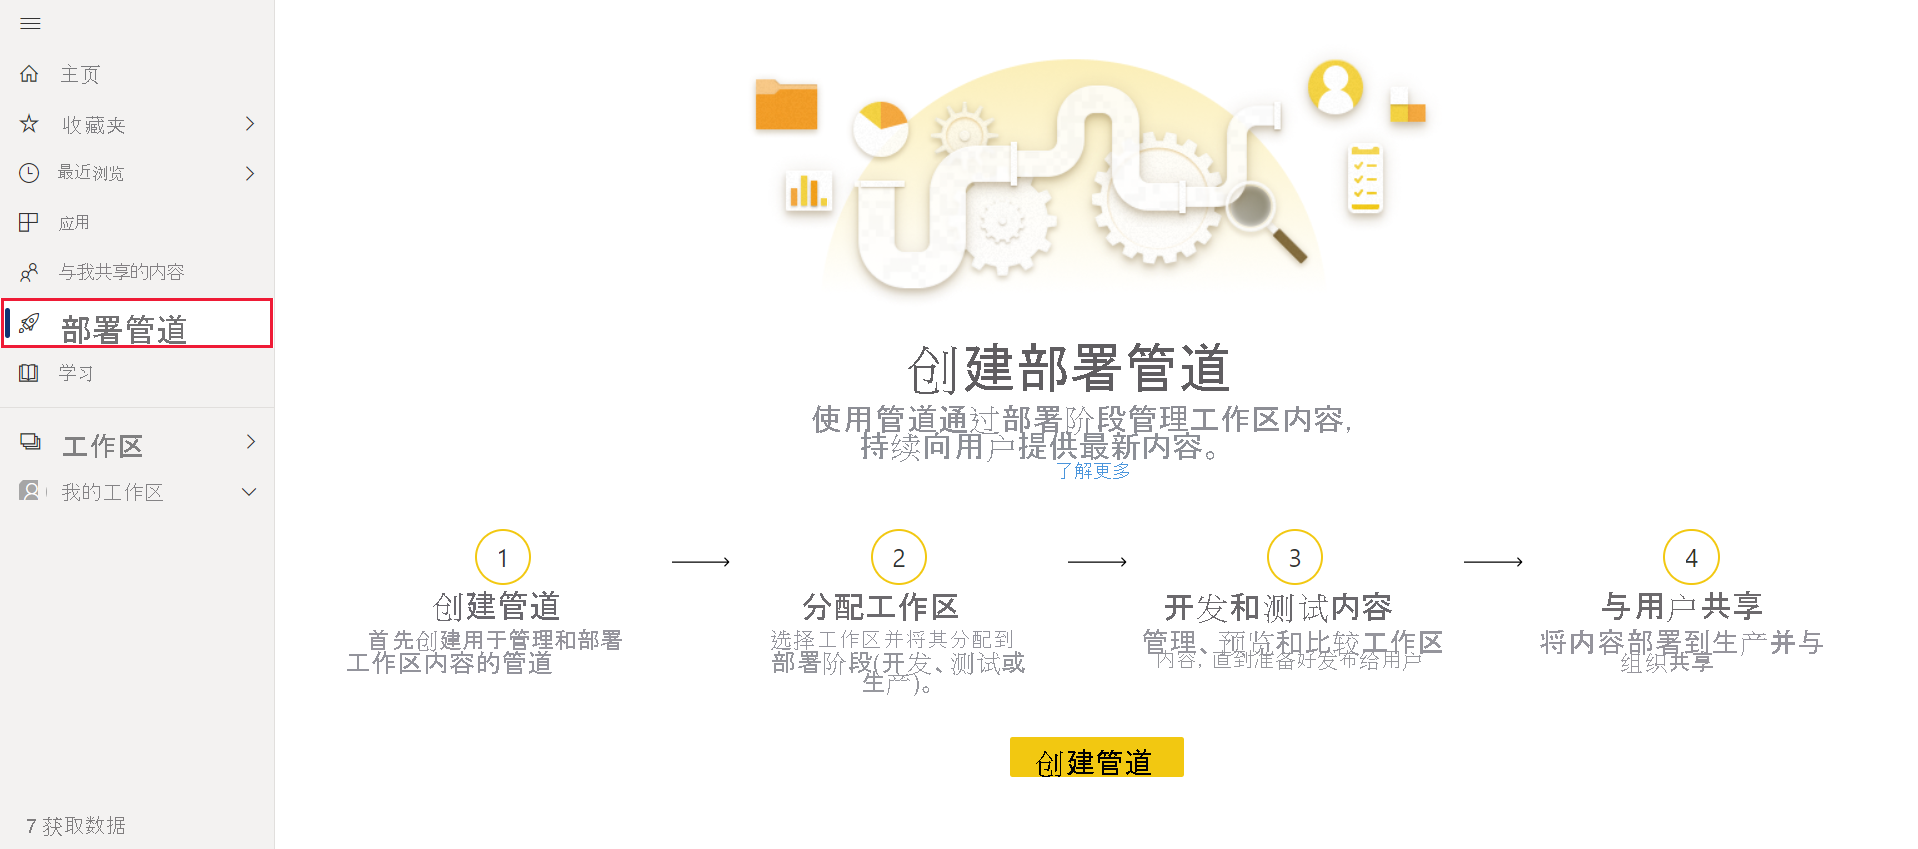 主页
收藏夹
最近浏览
应用
与我共享的内容
部署管道
学习
工作区
我的工作区
7 获取数据
创建部署管道
使用管道通过部署阶段管理工作区内容,
持续向用户提供最新内容。
了解更多
1
创建管道
首先创建用于管理和部署
工作区内容的管道
2
分配工作区
选择工作区并将其分配到
部署阶段(开发、测试或
生产)。
3
开发和测试内容
管理、预览和比较工作区
内容, 直到准备好发布给用户
4
与用户共享
将内容部署到生产并与
组织共享
创建管道